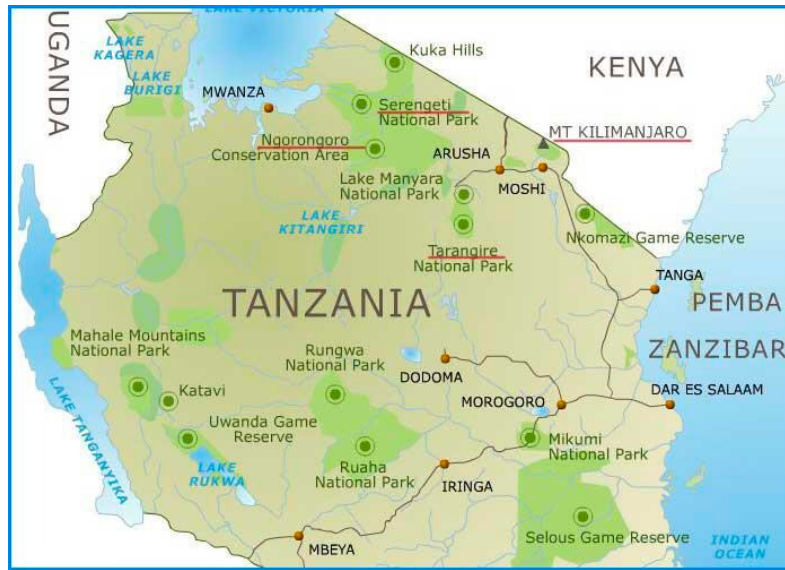 LAKE VICTORIA
UGANDA
LAKE
KAGERA
LAKE
BURIGI
Kuka Hills
KENYA
MWANZA
Serengeti
National Park
Ngorongoro
Conservation Area
MT KILIMANJARO
ARUSHA
MOSHI
Lake Manyara
National Park
LAKE
KITANGIRI
Nkomazi Game Reserve
Tarangire
National Park
TANGA
TANZANIA
PEMBA
Mahale Mountains
National Park
Rungwa
National Park
ZANZIBAR
DODOMA
Katavi
MOROGORO
DAR ES SALAAM
LAKE TANGANYIKA
Uwanda Game
Reserve
Mikumi
National Park
LAKE
RUKWA
Ruaha
National Park
IRINGA
Selous Game Reserve
MBEYA
INDIAN
OCEAN